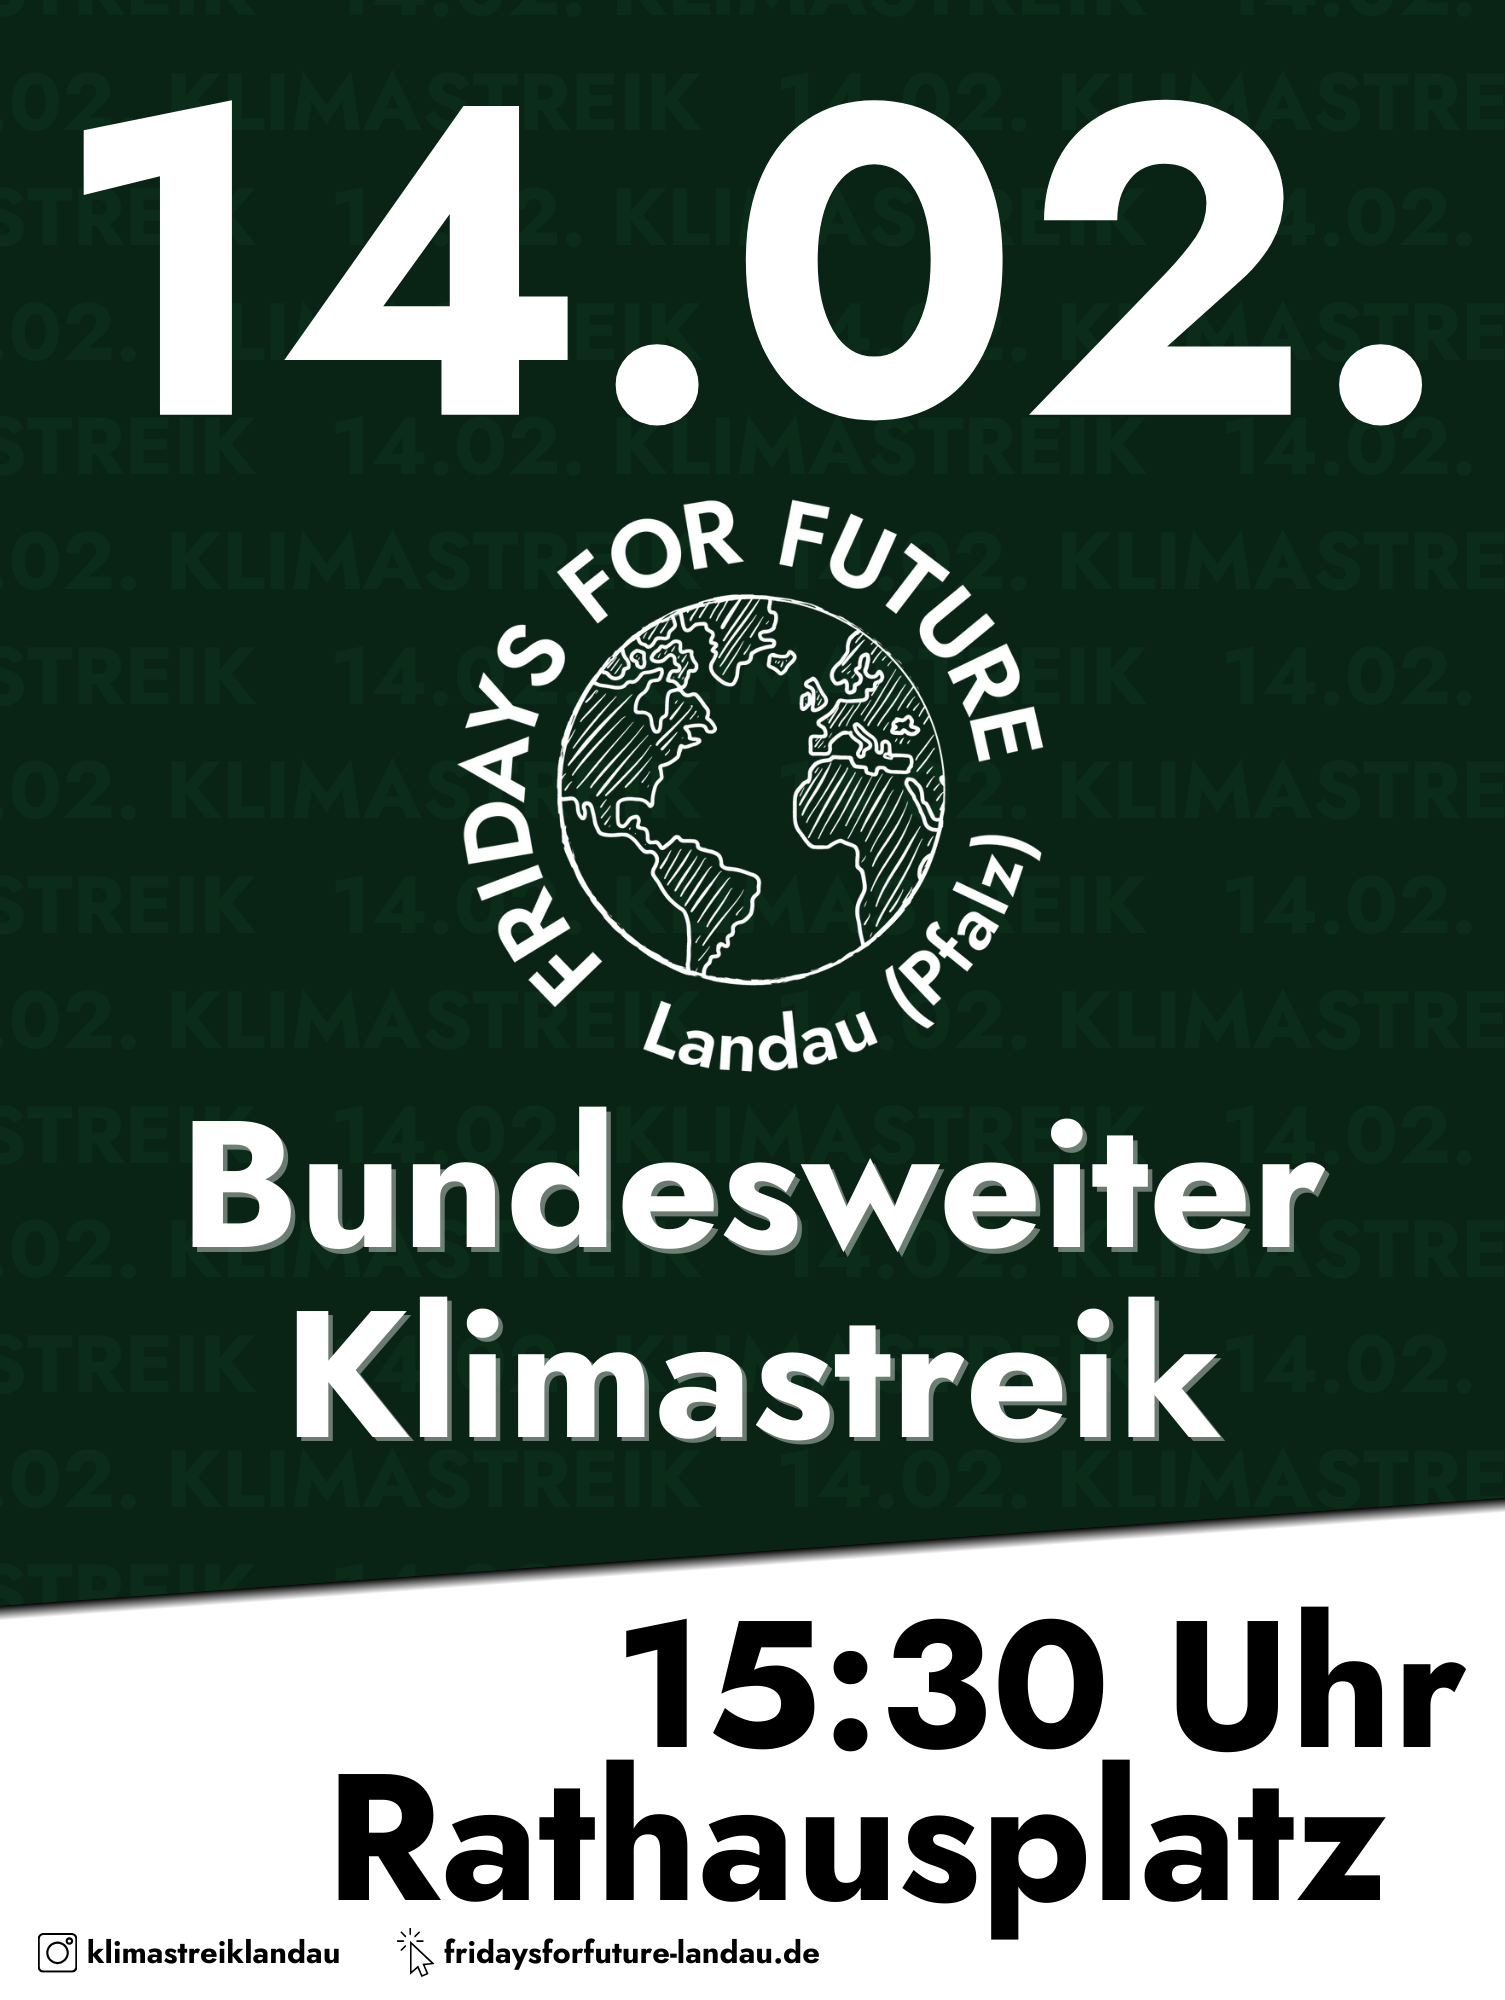 14.02.
FRIDAYS FOR FUTURE
Landau (Pfalz)
Bundesweiter
Klimastreik
15:30 Uhr
Rathausplatz
klimastreiklandau
fridaysforfuture-landau.de